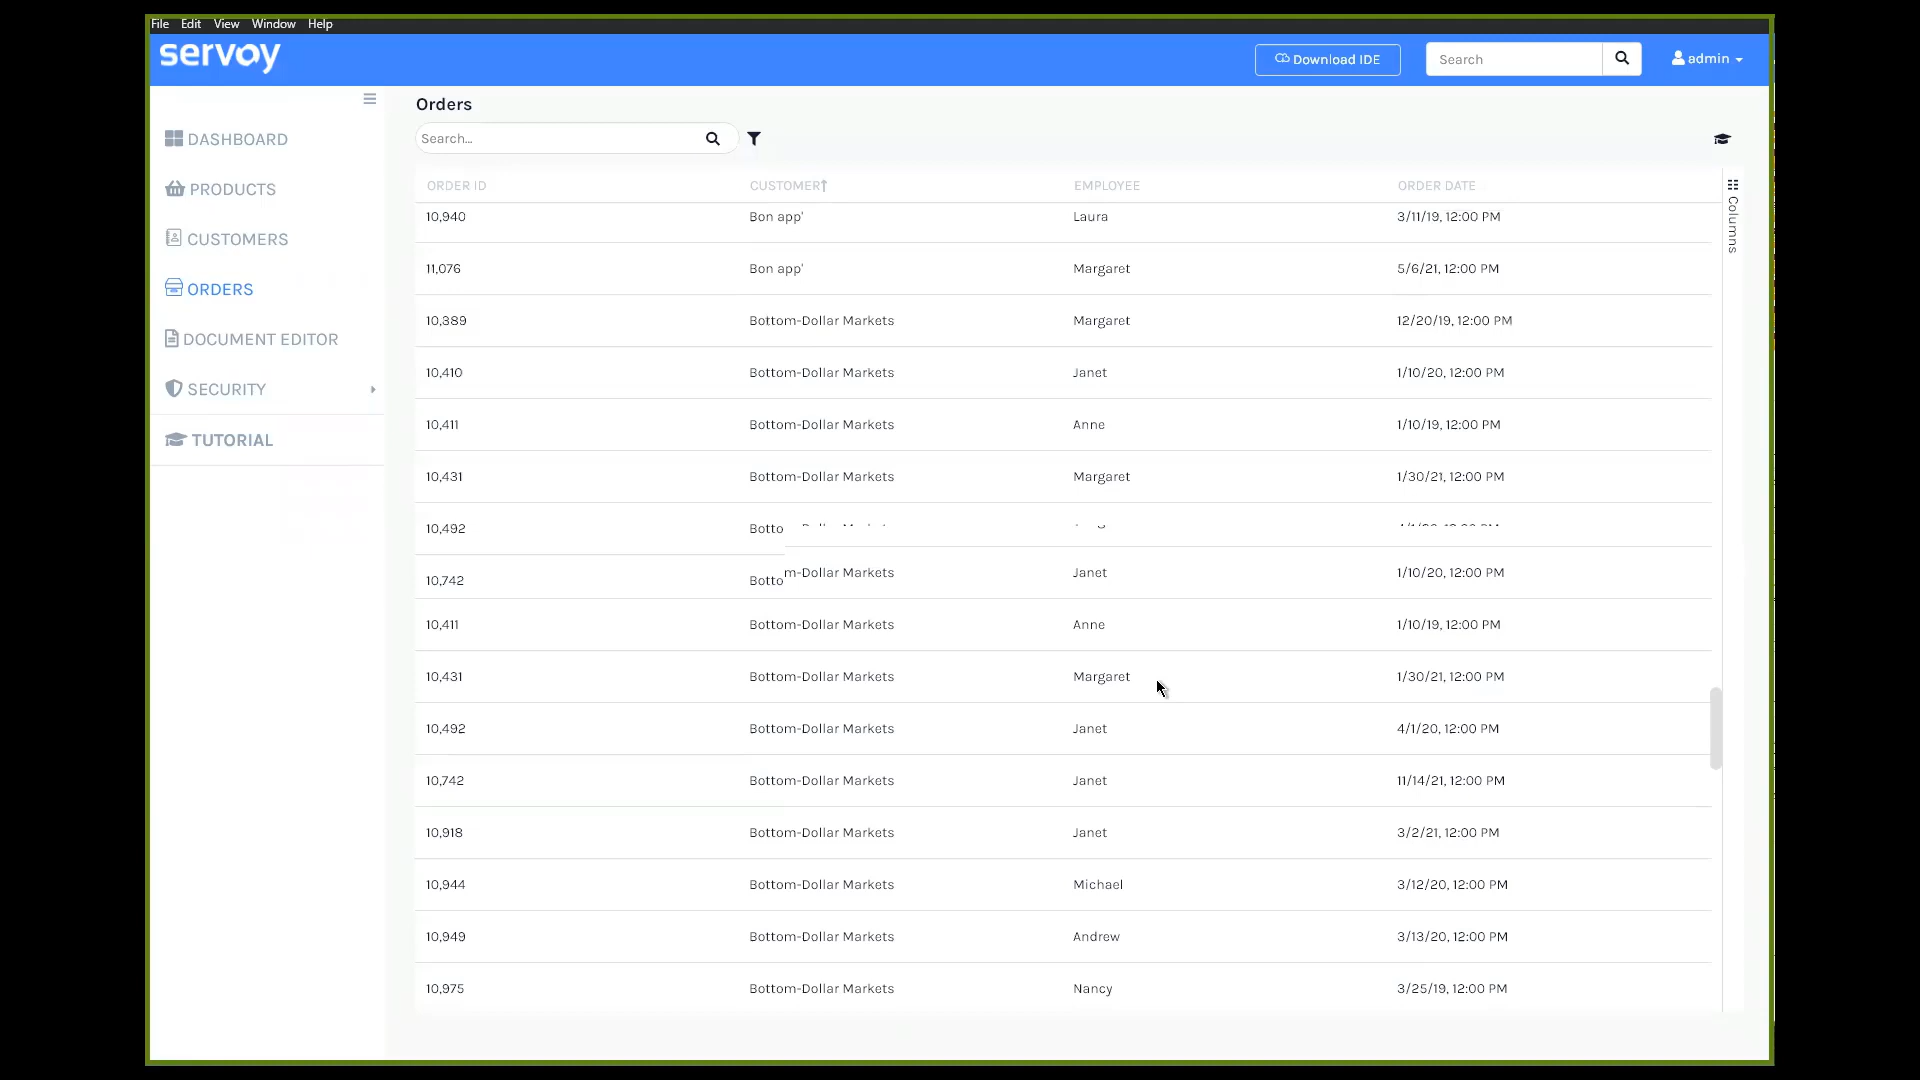 File Edit View Window Help
servoy
Download IDE Search admin
Orders
Search...
DASHBOARD
PRODUCTS
CUSTOMERS
ORDERS
DOCUMENT EDITOR
SECURITY
TUTORIAL
ORDER ID CUSTOMER EMPLOYEE ORDER DATE
Columns
10,940 Bon app' Laura 3/11/19, 12:00 PM
11,076 Bon app' Margaret 5/6/21, 12:00 PM
10,389 Bottom-Dollar Markets Margaret 12/20/19, 12:00 PM
10,410 Bottom-Dollar Markets Janet 1/10/20, 12:00 PM
10,411 Bottom-Dollar Markets Anne 1/10/19, 12:00 PM
10,431 Bottom-Dollar Markets Margaret 1/30/21, 12:00 PM
10,492 Botto
10,742 Bottom-Dollar Markets Janet 1/10/20, 12:00 PM
10,411 Bottom-Dollar Markets Anne 1/10/19, 12:00 PM
10,431 Bottom-Dollar Markets Margaret 1/30/21, 12:00 PM
10,492 Bottom-Dollar Markets Janet 4/1/20, 12:00 PM
10,742 Bottom-Dollar Markets Janet 11/14/21, 12:00 PM
10,918 Bottom-Dollar Markets Janet 3/2/21, 12:00 PM
10,944 Bottom-Dollar Markets Michael 3/12/20, 12:00 PM
10,949 Bottom-Dollar Markets Andrew 3/13/20, 12:00 PM
10,975 Bottom-Dollar Markets Nancy 3/25/19, 12:00 PM